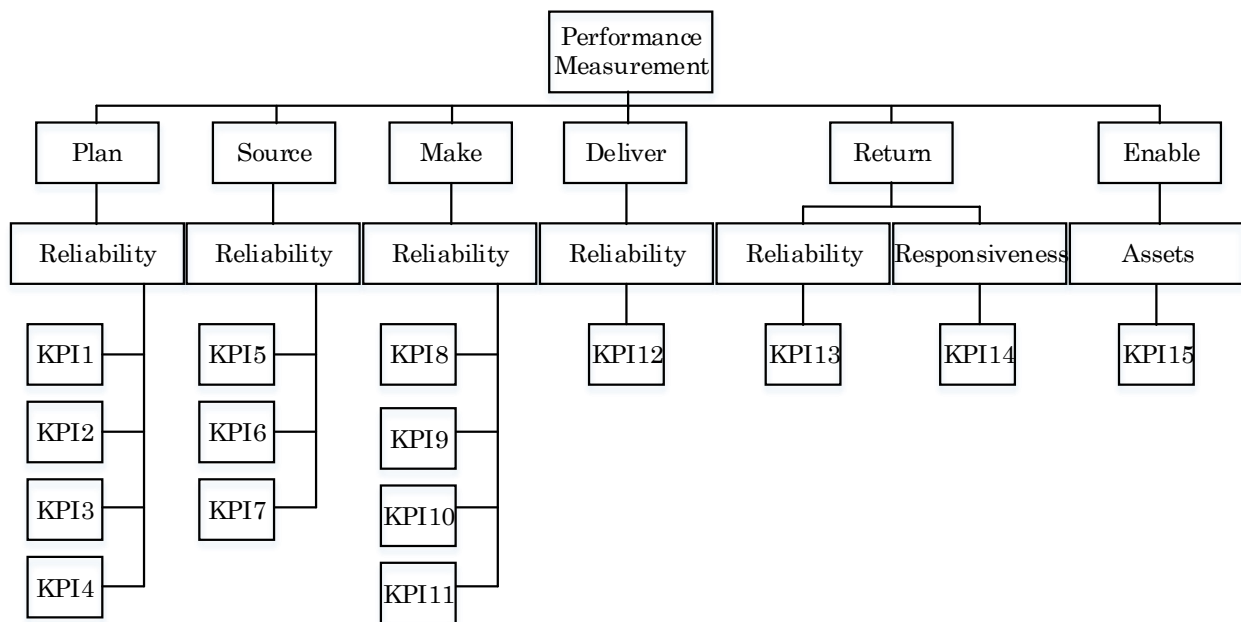 Performance
Measurement
Plan
Source
Make
Deliver
Return
Enable
Reliability
Reliability
Reliability
Reliability
Reliability
Responsiveness
Assets
KPI1
KPI5
KPI8
KPI12
KPI13
KPI14
KPI15
KPI2
KPI6
KPI9
KPI3
KPI7
KPI10
KPI4
KPI11